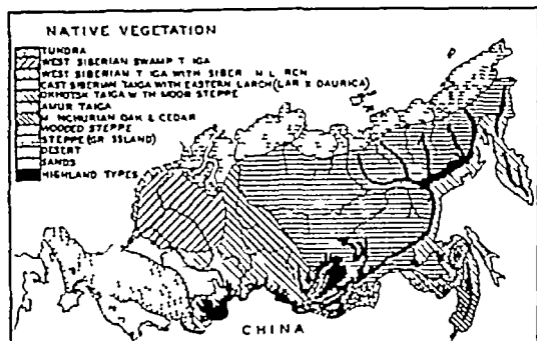 NATIVE VEGETATION
TUNDRA
WEST SIBERIAN SWAMP T IGA
WEST SIBERIAN T IGA WITH SIBER N L RCH
EAST SIBERIAN TAIGA WITH EASTERN LARCH (LAR X DAURICA)
OKHOTSK TAIGA W TH MOOR STEPPE
AMUR TAIGA
M NCHURIAN OAK & CEDAR
WOODED STEPPE
STEPPE (GR SSLAND)
DESERT
SANDS
HIGHLAND TYPES
CHINA